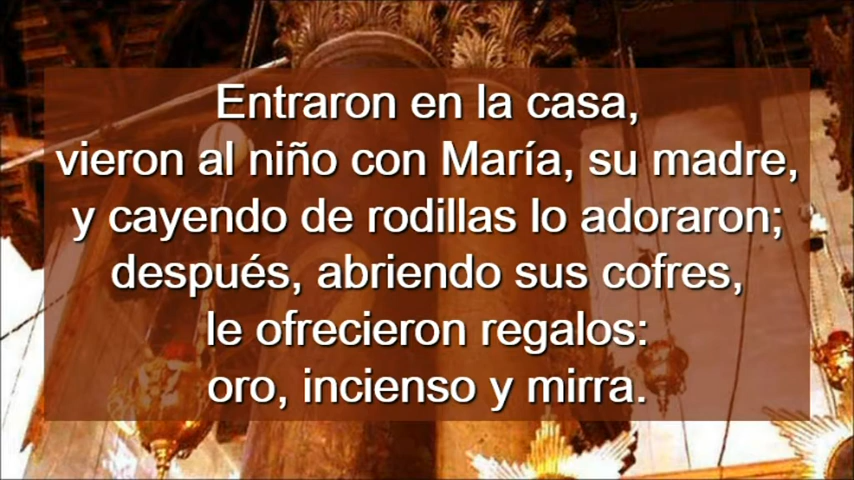 Entraron en la casa,
vieron al niño con María, su madre,
y cayendo de rodillas lo adoraron;
después, abriendo sus cofres,
le ofrecieron regalos:
oro, incienso y mirra.